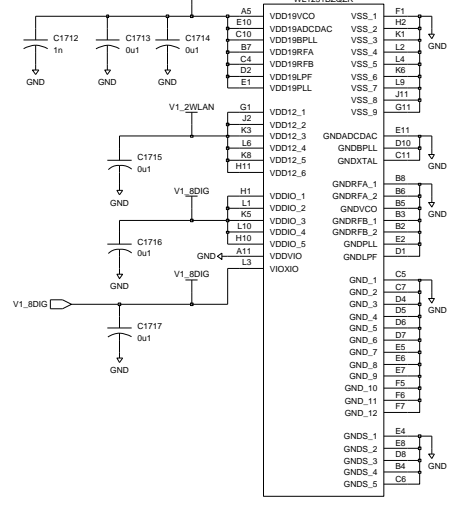 A5 VDD19VCO VSS_1 F1
E10 VDD19ADCDAC VSS_2 H2
C1712 C1713 C1714 C10 VDD19BPLL VSS_3 K1 GND
1n 0u1 0u1 B7 VDD19RFA VSS_4 L2
C4 VDD19RFB VSS_5 L4
D2 VDD19LPF VSS_6 K6
GND GND GND E1 VDD19PLL VSS_7 L9
VSS_8 J11
V1_2WLAN G1 VDD12_1 VSS_9 G11
J2 VDD12_2
K3 VDD12_3 GNDADCDAC E11
L6 VDD12_4 GNDBPLL D10
C1715 K8 VDD12_5 GNDXTAL C11 GND
0u1 H11 VDD12_6
GNDRFA_1 B8
V1_8DIG H1 VDDIO_1 GNDRFA_2 B6
GND L1 VDDIO_2 GNDVCO B5
K5 VDDIO_3 GNDRFB_1 B3
L10 VDDIO_4 GNDRFB_2 B2 GND
C1716 H10 VDDIO_5 GNDPLL E2
0u1 GND A11 VDDVIO GNDLPF D1
L3 VIOXIO
V1_8DIG GND_1 C5
GND GND_2 C7
V1_8DIG GND_3 D4 GND
GND_4 D5
C1717 GND_5 D6
0u1 GND_6 D7
GND_7 E5
GND GND_8 E6
GND_9 E7
GND_10 F5
GND_11 F6
GND_12 F7
GNDS_1 E4
GNDS_2 E8
GNDS_3 D8
GNDS_4 B4 GND
GNDS_5 C6